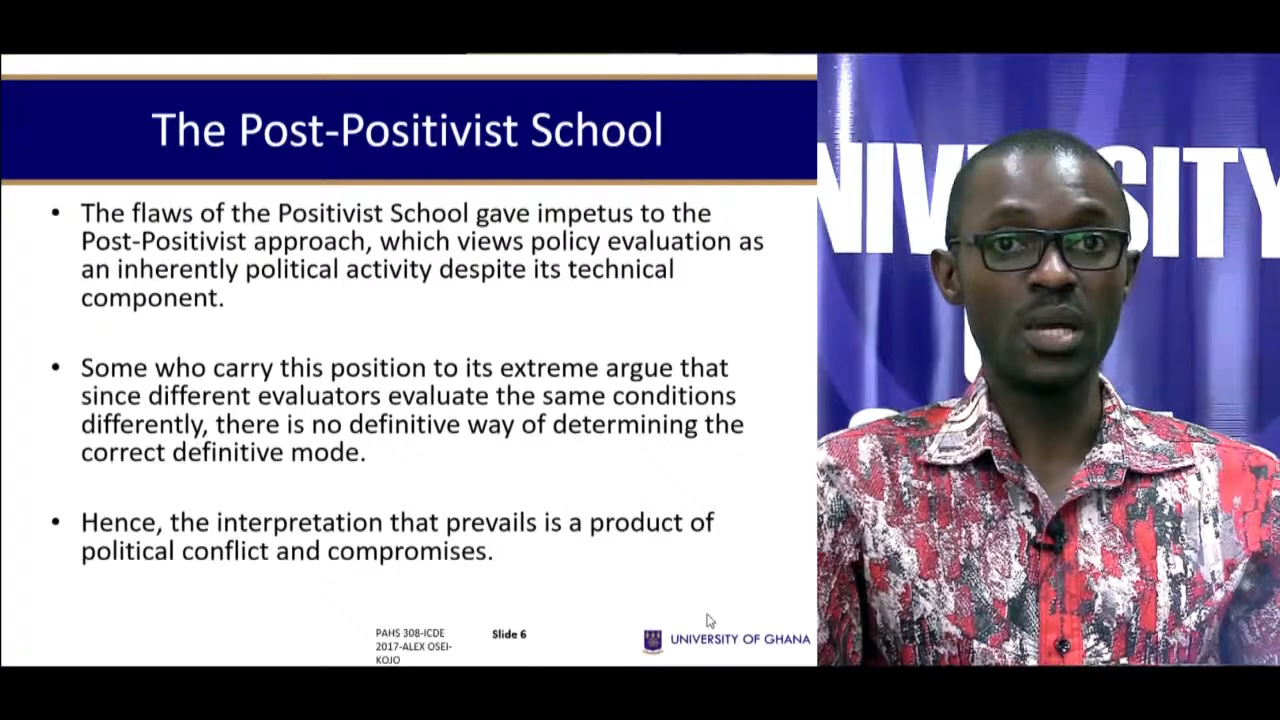 The Post-Positivist School
• The flaws of the Positivist School gave impetus to the
Post-Positivist approach, which views policy evaluation as
an inherently political activity despite its technical
component.
• Some who carry this position to its extreme argue that
since different evaluators evaluate the same conditions
differently, there is no definitive way of determining the
correct definitive mode.
• Hence, the interpretation that prevails is a product of
political conflict and compromises.
PAHS 308-ICDE
2017-ALEX OSEI-
KOJO
Slide 6
UNIVERSITY OF GHANA
NIVE SITY